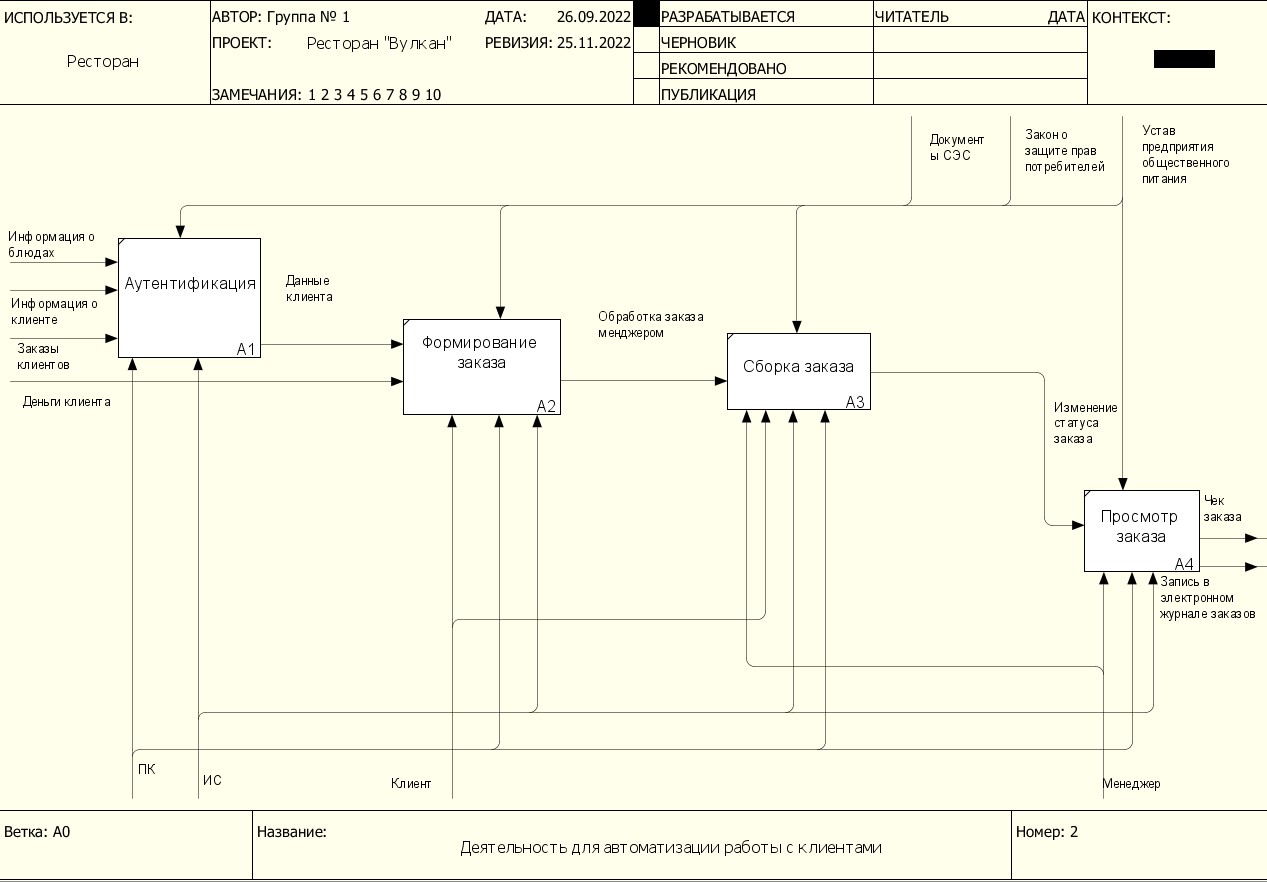 ИСПОЛЬЗУЕТСЯ В:
Ресторан
АВТОР: Группа № 1
ДАТА: 26.09.2022
ПРОЕКТ: Ресторан "Вулкан"
РЕВИЗИЯ: 25.11.2022
ЗАМЕЧАНИЯ: 1 2 3 4 5 6 7 8 9 10
РАЗРАБАТЫВАЕТСЯ
ЧЕРНОВИК
РЕКОМЕНДОВАНО
ПУБЛИКАЦИЯ
ЧИТАТЕЛЬ
ДАТА
КОНТЕКСТ:
Документ
ы СЭС
Закон о
защите прав
потребителей
Устав
предприятия
общественного
питания
Информация о
блюдах
Информация о
клиенте
Заказы
клиентов
Деньги клиента
Аутентификация
A1
Данные
клиента
Формирование
заказа
A2
Обработка заказа
менджером
Сборка заказа
A3
Изменение
статуса
заказа
Просмотр
заказа
A4
Чек
заказа
Запись в
электронном
журнале заказов
ПК
ИС
Клиент
Менеджер
Ветка: A0
Название:
Деятельность для автоматизации работы с клиентами
Номер: 2